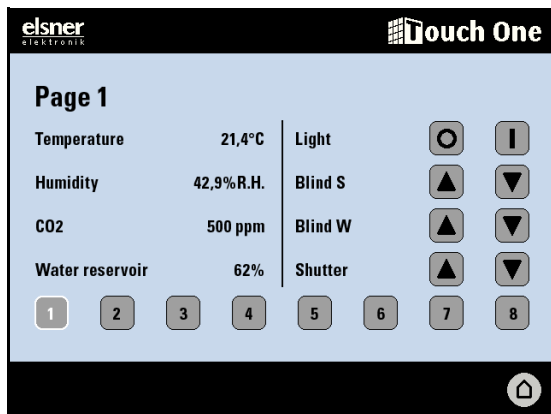 elsner
elektronik
Touch One
Page 1
Temperature 21,4°C Light
Humidity 42,9%R.H. Blind S
CO2 500 ppm Blind W
Water reservoir 62% Shutter
1 2 3 4 5 6 7 8